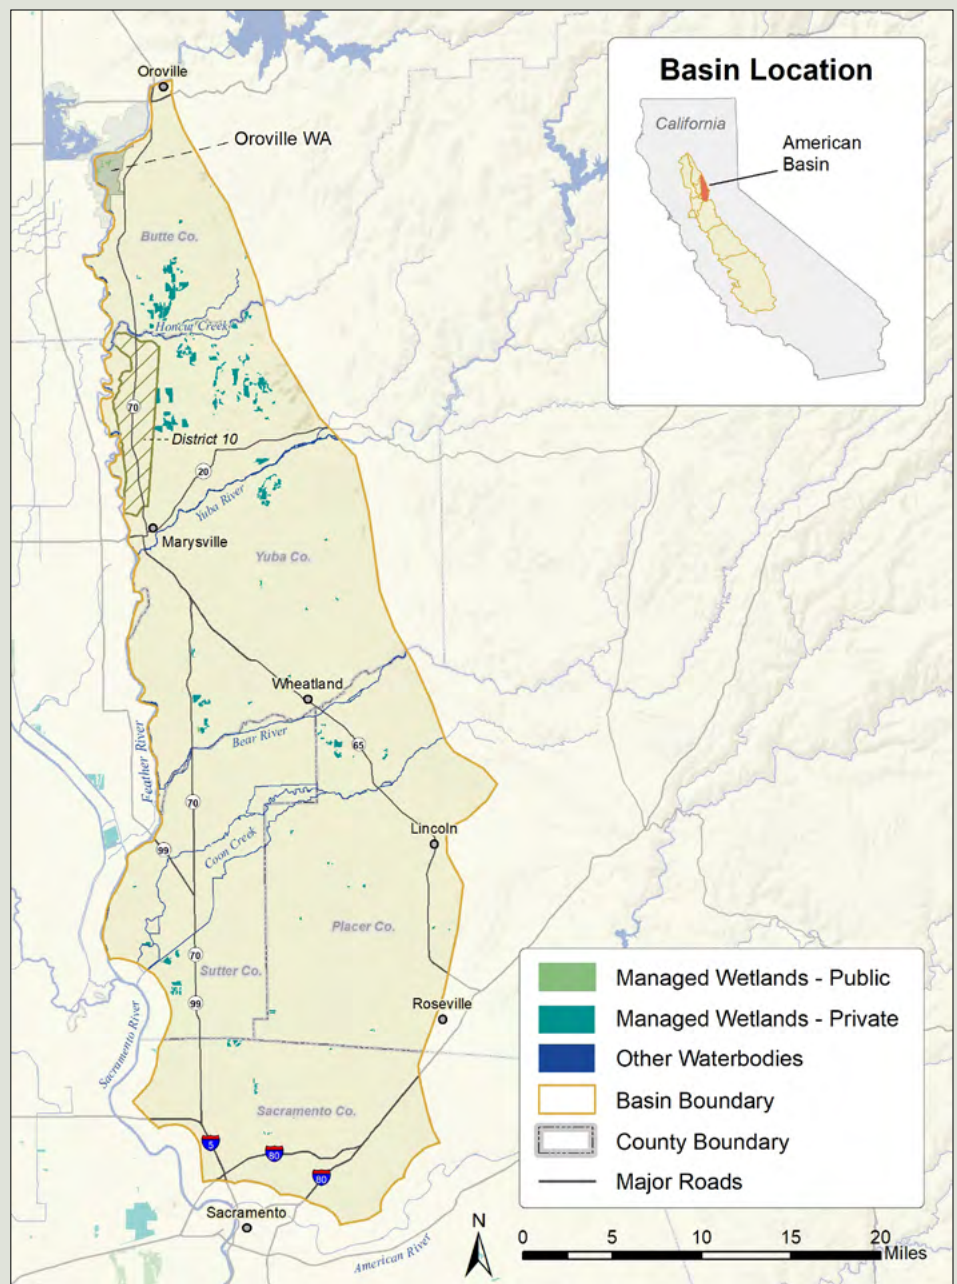 Oroville
Oroville WA
Butte Co.
Honcut Creek
70
District 10
20
Yuba River
Marysville
Yuba Co.
Wheatland
Bear River
65
Feather River
70
Lincoln
Coon Creek
99
Placer Co.
70
Sutter Co.
99
Roseville
Sacramento River
Sacramento Co.
5
80
80
Sacramento
American River
Basin Location
California
American
Basin
Managed Wetlands - Public
Managed Wetlands - Private
Other Waterbodies
Basin Boundary
County Boundary
Major Roads
N
0 5 10 15 20
Miles